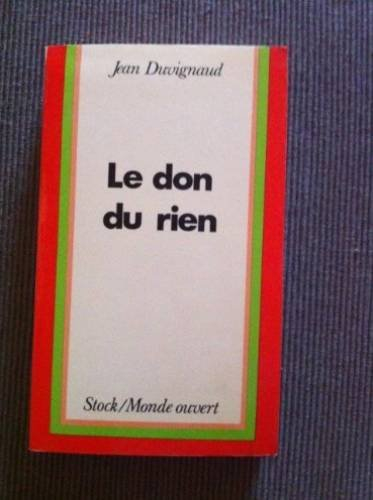 Jean Duvignaud
Le don
du rien
Stock/Monde ouvert